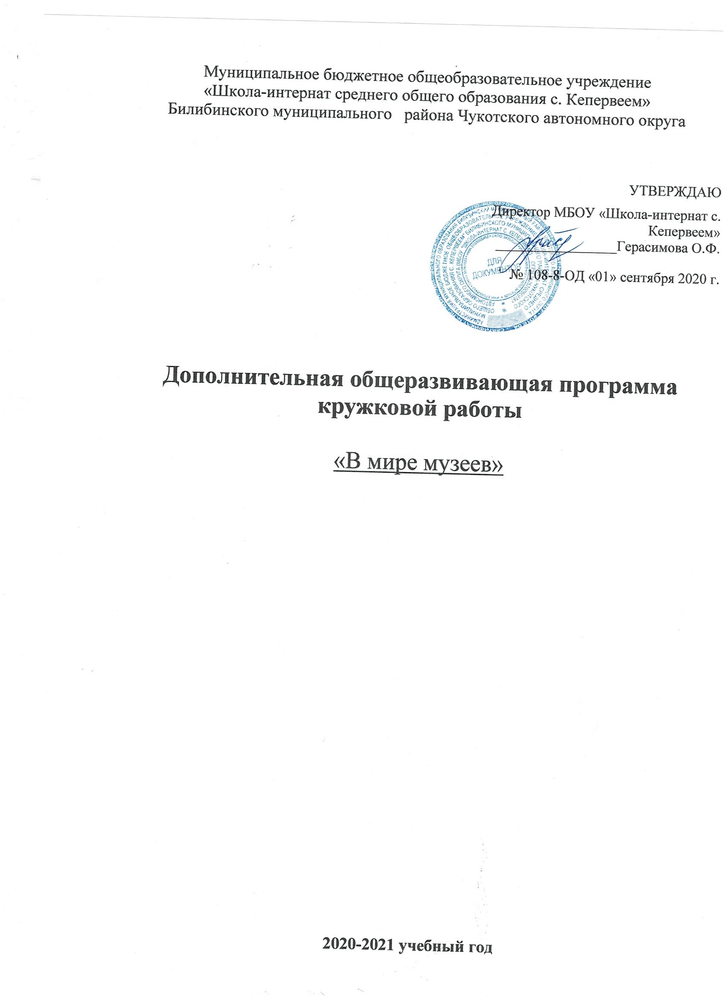 Муниципальное бюджетное общеобразовательное учреждение
«Школа-интернат среднего общего образования с. Кепервеем»
Билибинского муниципального района Чукотского автономного округа
УТВЕРЖДАЮ
Директор МБОУ «Школа-интернат с.
Кепервеем»
Герасимова О.Ф.
№ 108-8-ОД «01» сентября 2020 г.
ДЛЯ
ДОКУМЕНТОВ
Дополнительная общеразвивающая программа
кружковой работы
«В мире музеев»
2020-2021 учебный год